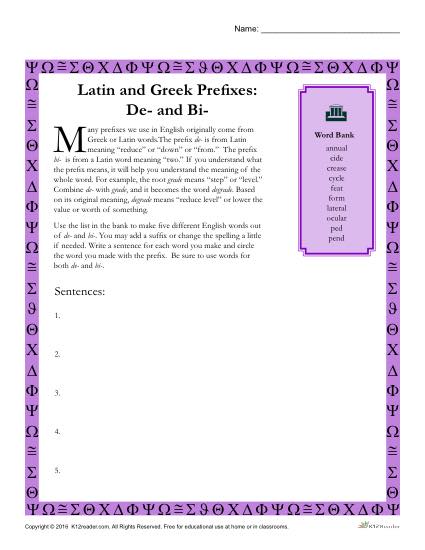 Name: ___________________________
Latin and Greek Prefixes:
De- and Bi-
Many prefixes we use in English originally come from
Greek or Latin words.The prefix de- is from Latin
meaning “reduce” or “down” or “from.” The prefix
bi- is from a Latin word meaning “two.” If you understand what
the prefix means, it will help you understand the meaning of the
whole word. For example, the root grade means “step” or “level.”
Combine de- with grade, and it becomes the word degrade. Based
on its original meaning, degrade means “reduce level” or lower the
value or worth of something.
Use the list in the bank to make five different English words out
of de- and bi-. You may add a suffix or change the spelling a little
if needed. Write a sentence for each word you make and circle
the word you made with the prefix. Be sure to use words for
both de- and bi-.
Word Bank
annual
cide
crease
cycle
feat
form
lateral
ocular
ped
pend
Sentences:
1.
2.
3.
4.
5.
Copyright © 2016 K12reader.com. All Rights Reserved. Free for educational use at home or in classrooms.
K12Reader